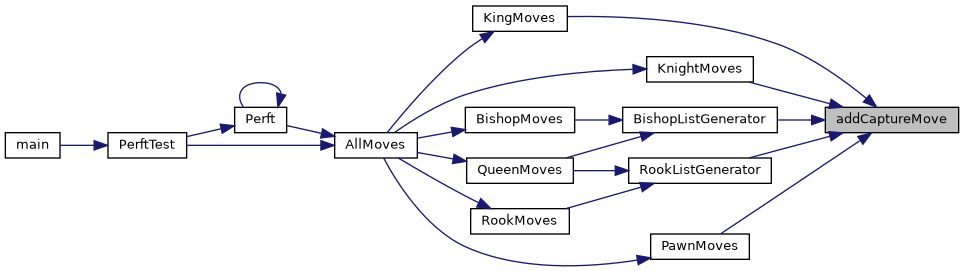 KingMoves
KnightMoves
Perft
BishopMoves
BishopListGenerator
addCaptureMove
main
PerftTest
AllMoves
QueenMoves
RookListGenerator
RookMoves
PawnMoves